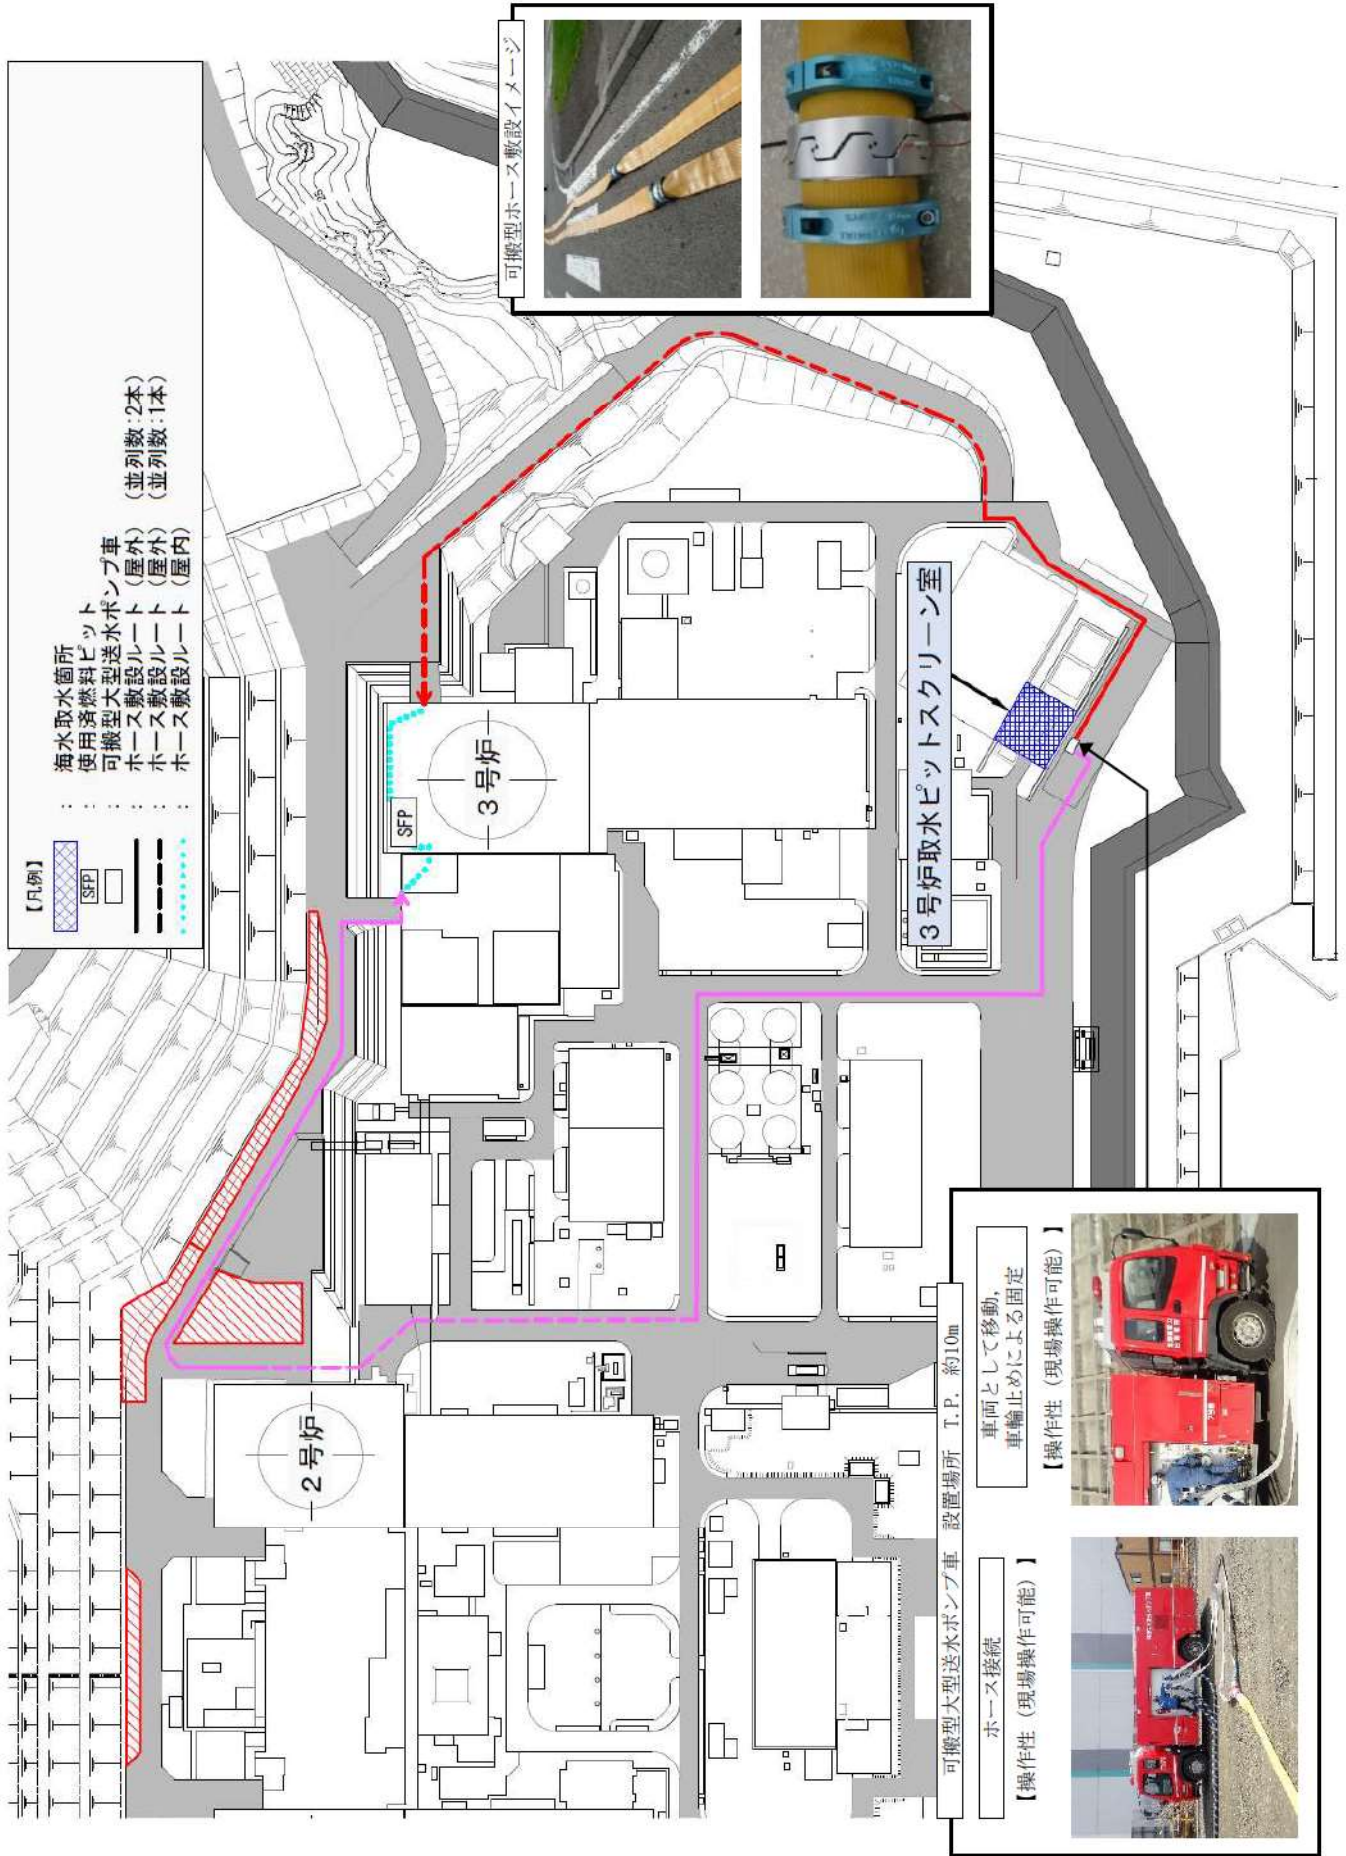 【凡例】
： 海水取水箇所
SFP ： 使用済燃料ピット
： 可搬型大型送水ポンプ車
： ホース敷設ルート（屋外）（並列数：2本）
： ホース敷設ルート（屋外）（並列数：1本）
： ホース敷設ルート（屋内）
可搬型ホース敷設イメージ
SFP
3号炉
2号炉
3号炉取水ピットスクリーン室
可搬型大型送水ポンプ車 設置場所 T.P. 約10m
ホース接続
【操作性（現場操作可能）】
車両として移動，
車輪止めによる固定
【操作性（現場操作可能）】